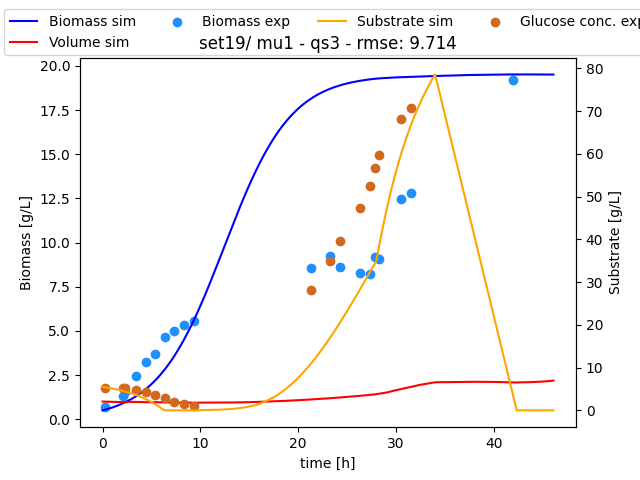 Biomass sim Biomass exp Substrate sim Glucose conc. exp
Volume sim
set19/ mu1 - qs3 - rmse: 9.714
20.0
17.5
15.0
12.5
10.0
7.5
5.0
2.5
0.0
Biomass [g/L]
80
70
60
50
40
30
20
10
0
Substrate [g/L]
0 10 20 30 40
time [h]